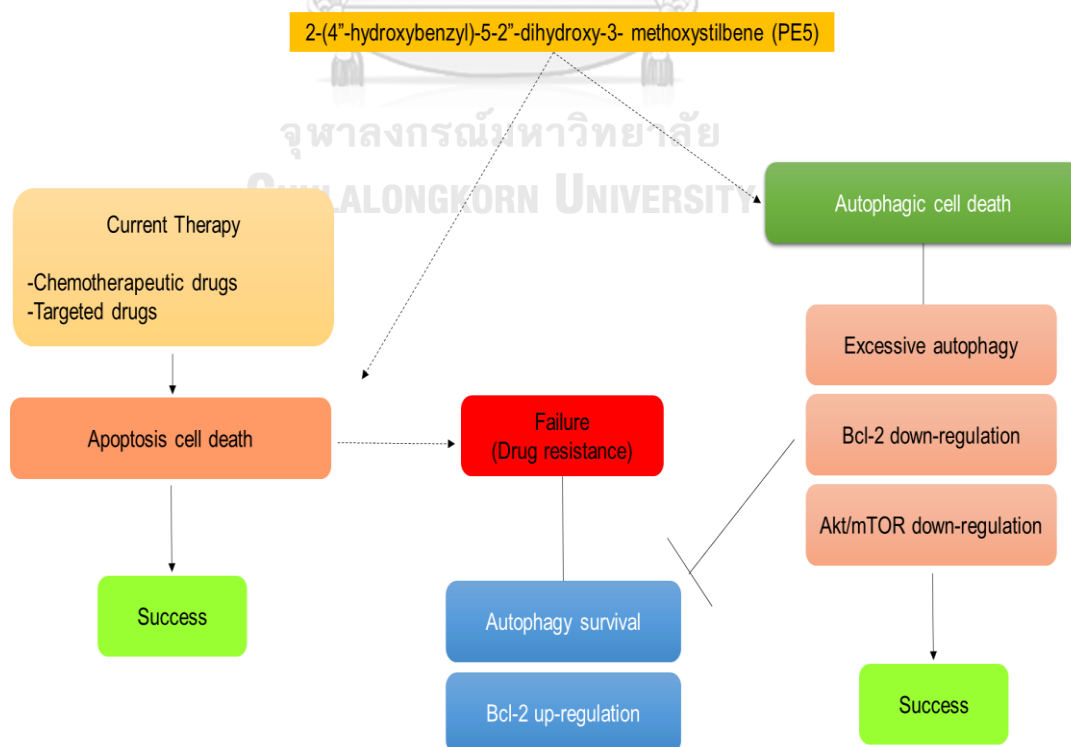 2-(4”-hydroxybenzyl)-5-2”-dihydroxy-3- methoxystilbene (PE5)
จุฬาลงกรณ์มหาวิทยาลัย
UNIVERSITY
Autophagic cell death
Current Therapy
-Chemotherapeutic drugs
-Targeted drugs
Excessive autophagy
Apoptosis cell death
Failure
(Drug resistance)
Bcl-2 down-regulation
Akt/mTOR down-regulation
Success
Autophagy survival
Bcl-2 up-regulation
Success